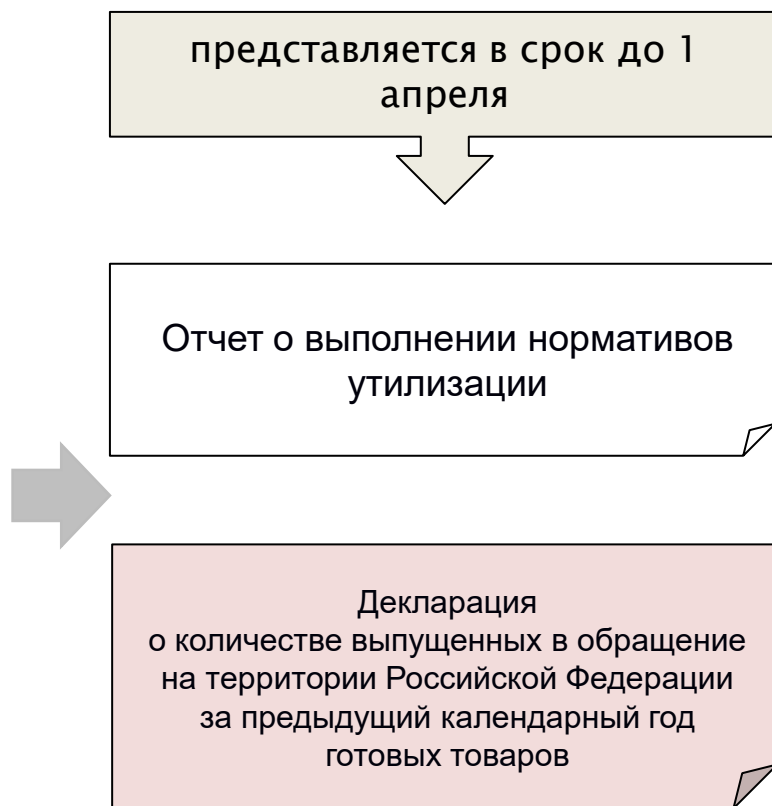 представляется в срок до 1
апреля
Отчет о выполнении нормативов
утилизации
Декларация
о количестве выпущенных в обращение
на территории Российской Федерации
за предыдущий календарный год
готовых товаров